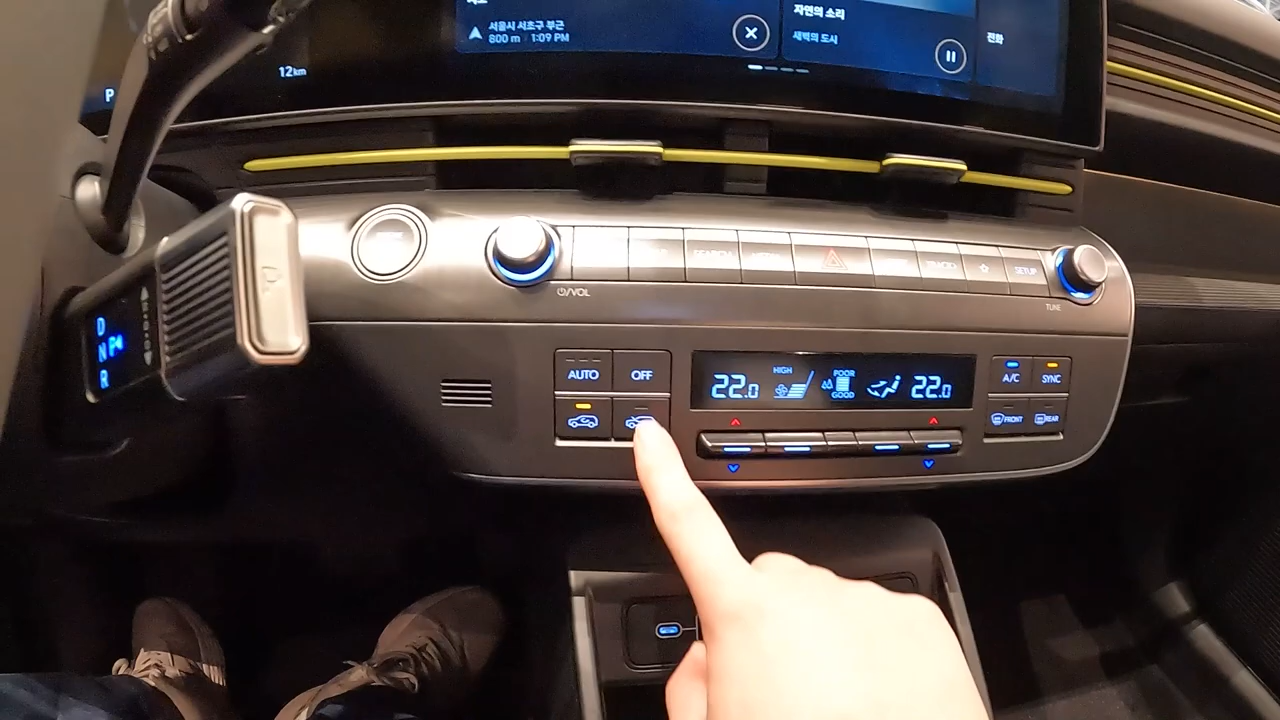 자연의 소리
서울시 서초구 부근
800 m 1:09 PM
새벽의 도시
전화
12km
P
⏻/VOL
SETUP
TUNE
D
N P
R
AUTO
OFF
22.0
HIGH
POOR
GOOD
22.0
A/C
SYNC
FRONT
REAR